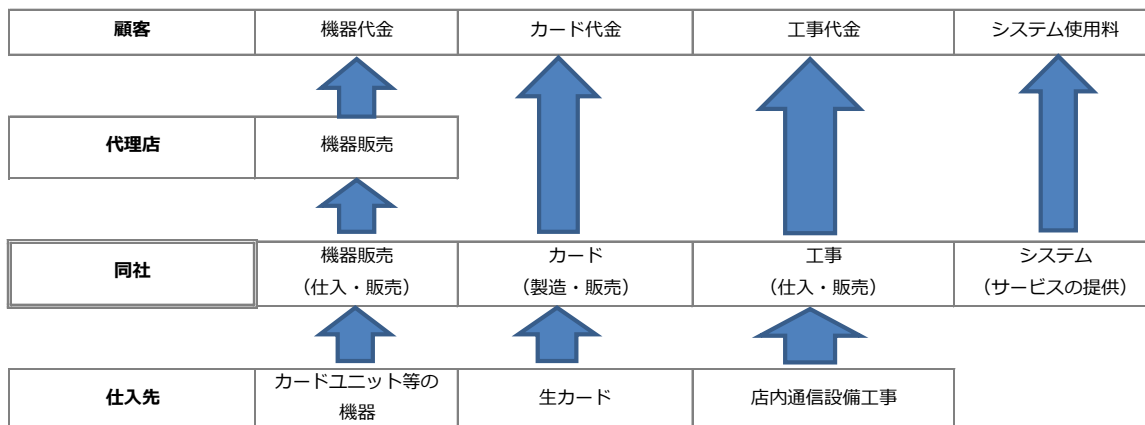 顧客 機器代金 カード代金 工事代金 システム使用料
代理店 機器販売
同社 機器販売 カード 工事 システム
(仕入・販売) (製造・販売) (仕入・販売) (サービスの提供)
仕入先 カードユニット等の 生カード 店内通信設備工事
機器